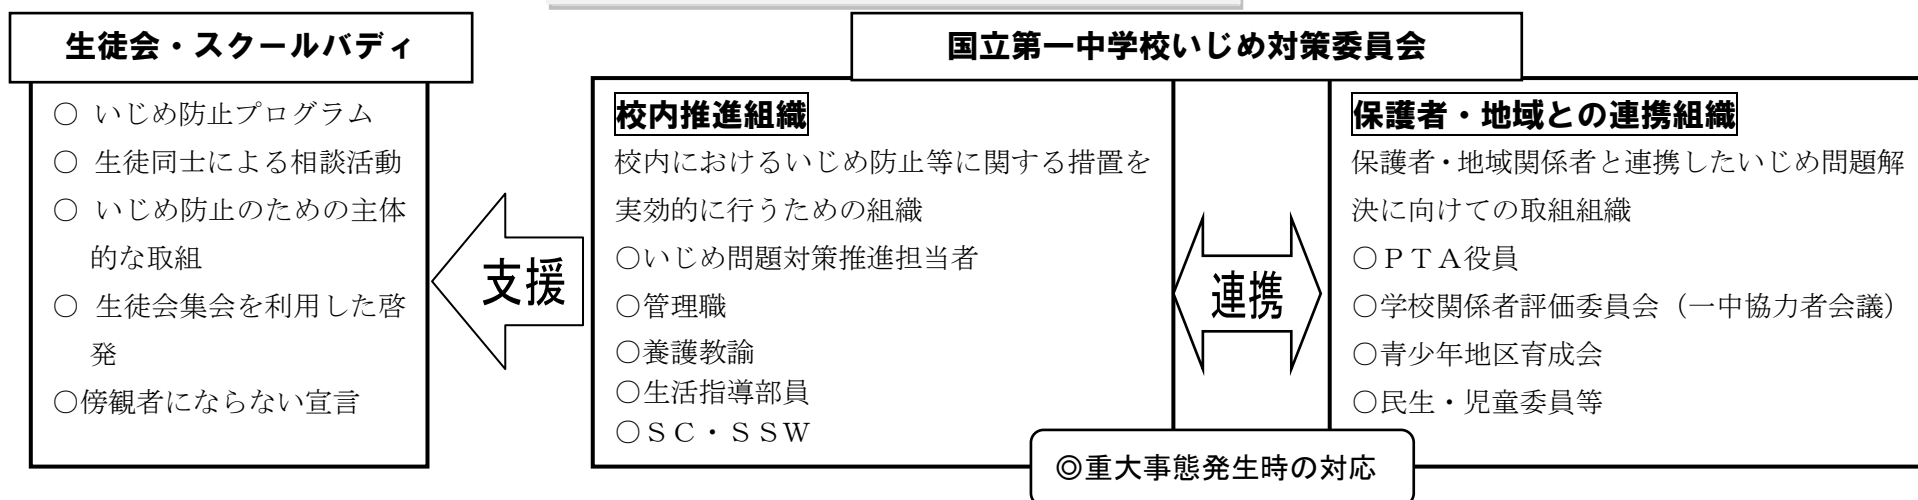 生徒会・スクールバディ
○ いじめ防止プログラム
○ 生徒同士による相談活動
○ いじめ防止のための主体
的な取組
○ 生徒会集会を利用した啓
発
○傍観者にならない宣言
支援
国立第一中学校いじめ対策委員会
校内推進組織
校内におけるいじめ防止等に関する措置を
実効的に行うための組織
○いじめ問題対策推進担当者
○管理職
○養護教諭
○生活指導部員
○ＳＣ・ＳＳＷ
連携
保護者・地域との連携組織
保護者・地域関係者と連携したいじめ問題解
決に向けての取組組織
○ＰＴＡ役員
○学校関係者評価委員会（一中協力者会議）
○青少年地区育成会
○民生・児童委員等
◎重大事態発生時の対応